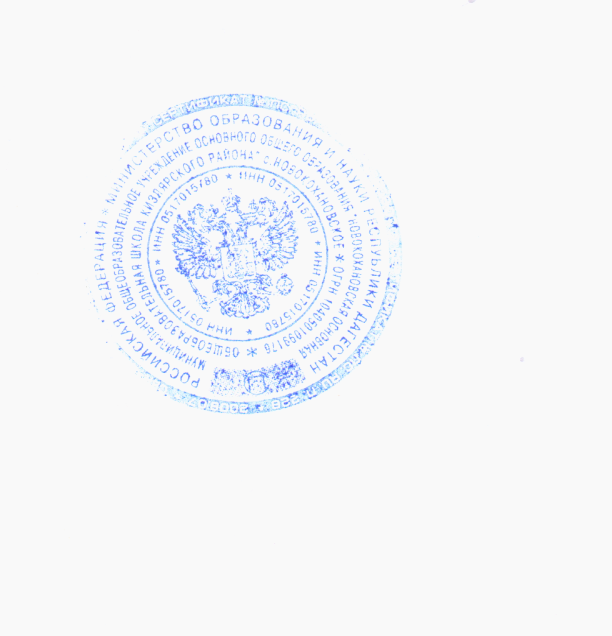 РОССИЙСКАЯ ФЕДЕРАЦИЯ * МИНИСТЕРСТВО ОБРАЗОВАНИЯ И НАУКИ РЕСПУБЛИКИ ДАГЕСТАН
МУНИЦИПАЛЬНОЕ ОБЩЕОБРАЗОВАТЕЛЬНОЕ УЧРЕЖДЕНИЕ ОСНОВНОГО ОБЩЕГО ОБРАЗОВАНИЯ "НОВОКОХАНОВСКАЯ ОСНОВНАЯ
ОБЩЕОБРАЗОВАТЕЛЬНАЯ ШКОЛА КИЗЛЯРСКОГО РАЙОНА" с.НОВОКОХАНОВСКОЕ * ОГРН *
ИНН 0517015780 * ИНН 0517015780 * ИНН 0517015780 * ИНН 0517015780 *